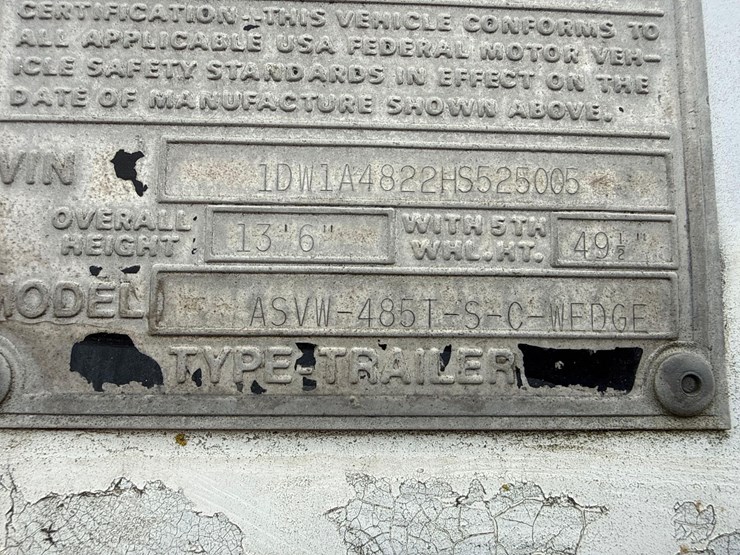 CERTIFICATION—THIS VEHICLE CONFORMS TO
ALL APPLICABLE USA FEDERAL MOTOR VEH-
ICLE SAFETY STANDARDS IN EFFECT ON THE
DATE OF MANUFACTURE SHOWN ABOVE.
VIN 1DW1A4822HS525005
OVERALL HEIGHT 13'6" WITH 5TH WHL. HT. 49½"
MODEL ASVW-485T-S-C-WEDGE
TYPE-TRAILER